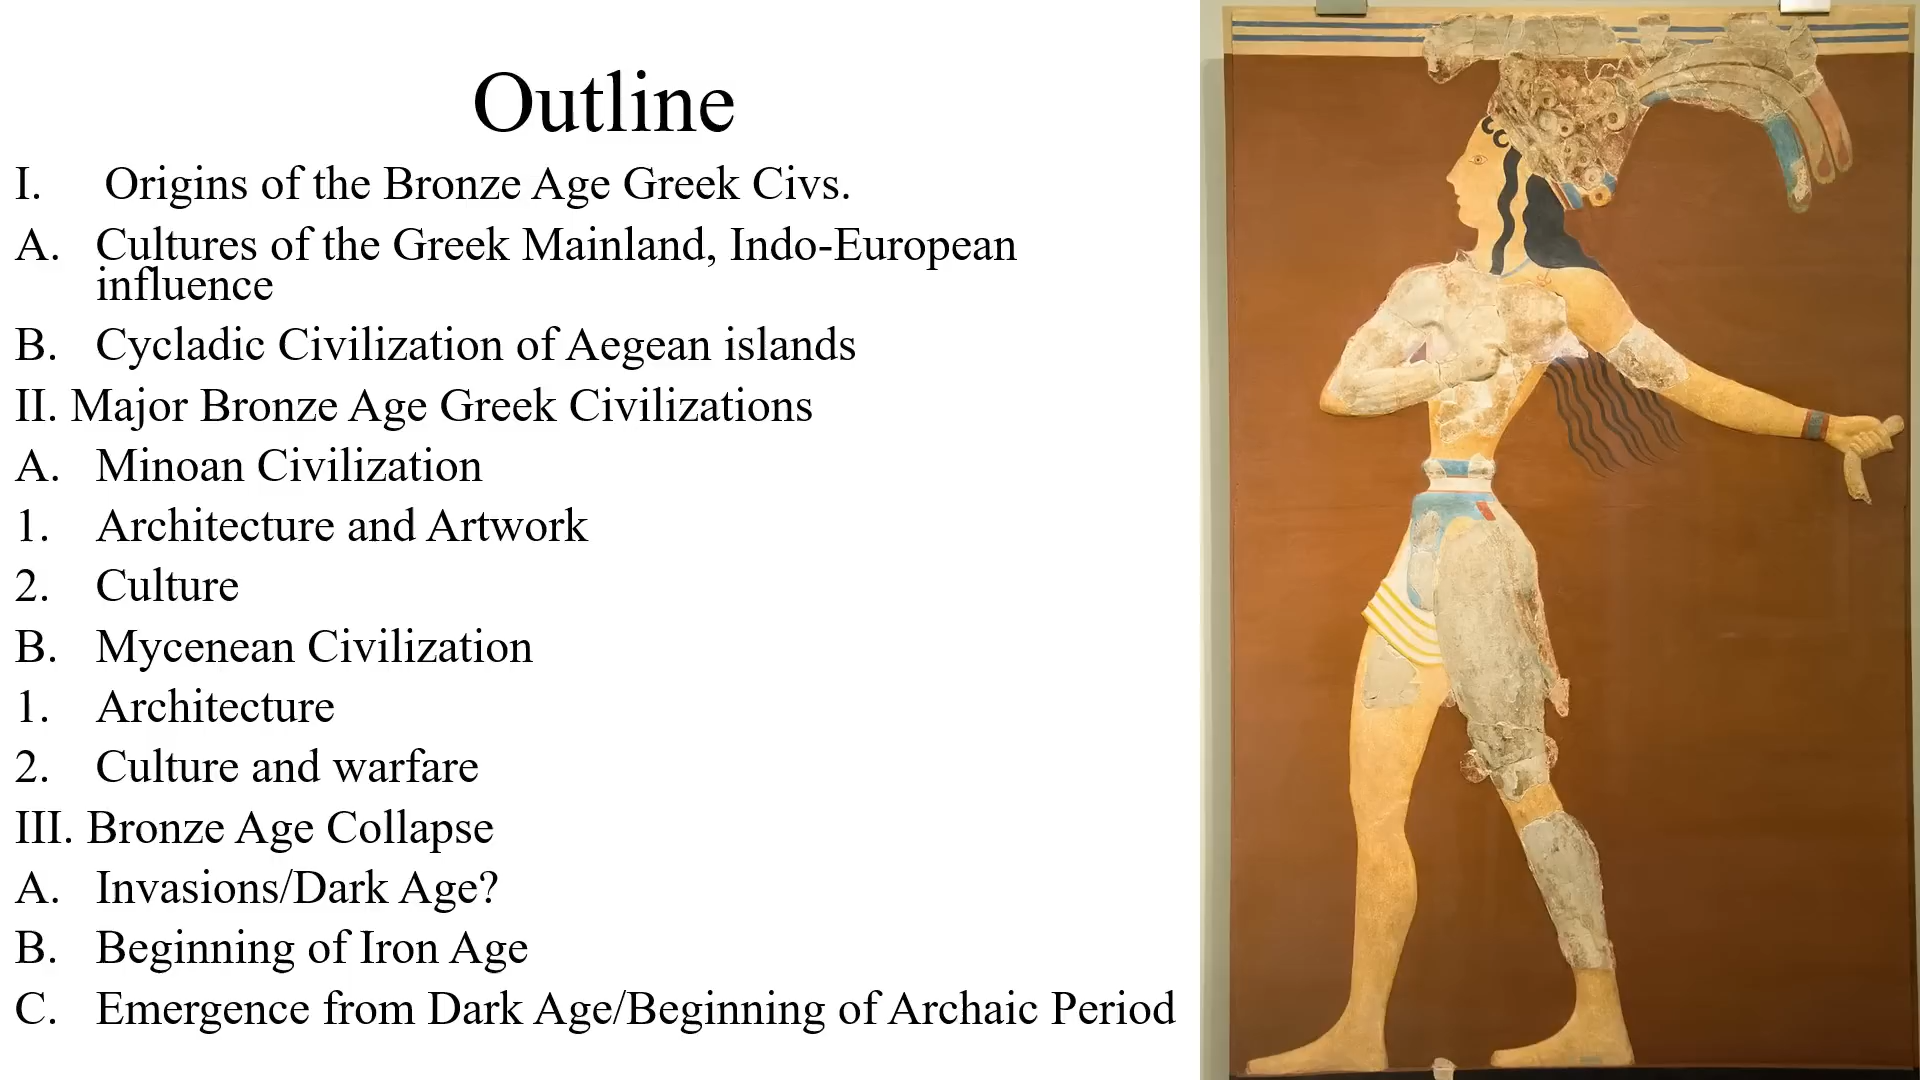 Outline
I. Origins of the Bronze Age Greek Civs.
A. Cultures of the Greek Mainland, Indo-European
influence
B. Cycladic Civilization of Aegean islands
II. Major Bronze Age Greek Civilizations
A. Minoan Civilization
1. Architecture and Artwork
2. Culture
B. Mycenean Civilization
1. Architecture
2. Culture and warfare
III. Bronze Age Collapse
A. Invasions/Dark Age?
B. Beginning of Iron Age
C. Emergence from Dark Age/Beginning of Archaic Period